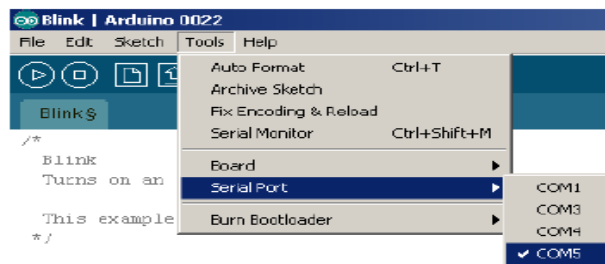 Blink | Arduino 0022
File Edit Sketch Tools Help
Auto Format Ctrl+T
Archive Sketch
Fix Encoding & Reload
Serial Monitor Ctrl+Shift+M
Board
Serial Port
Burn Bootloader
COM1
COM3
COM4
COM5
Blink§
/*
Blink
Turns on an
This example
*/